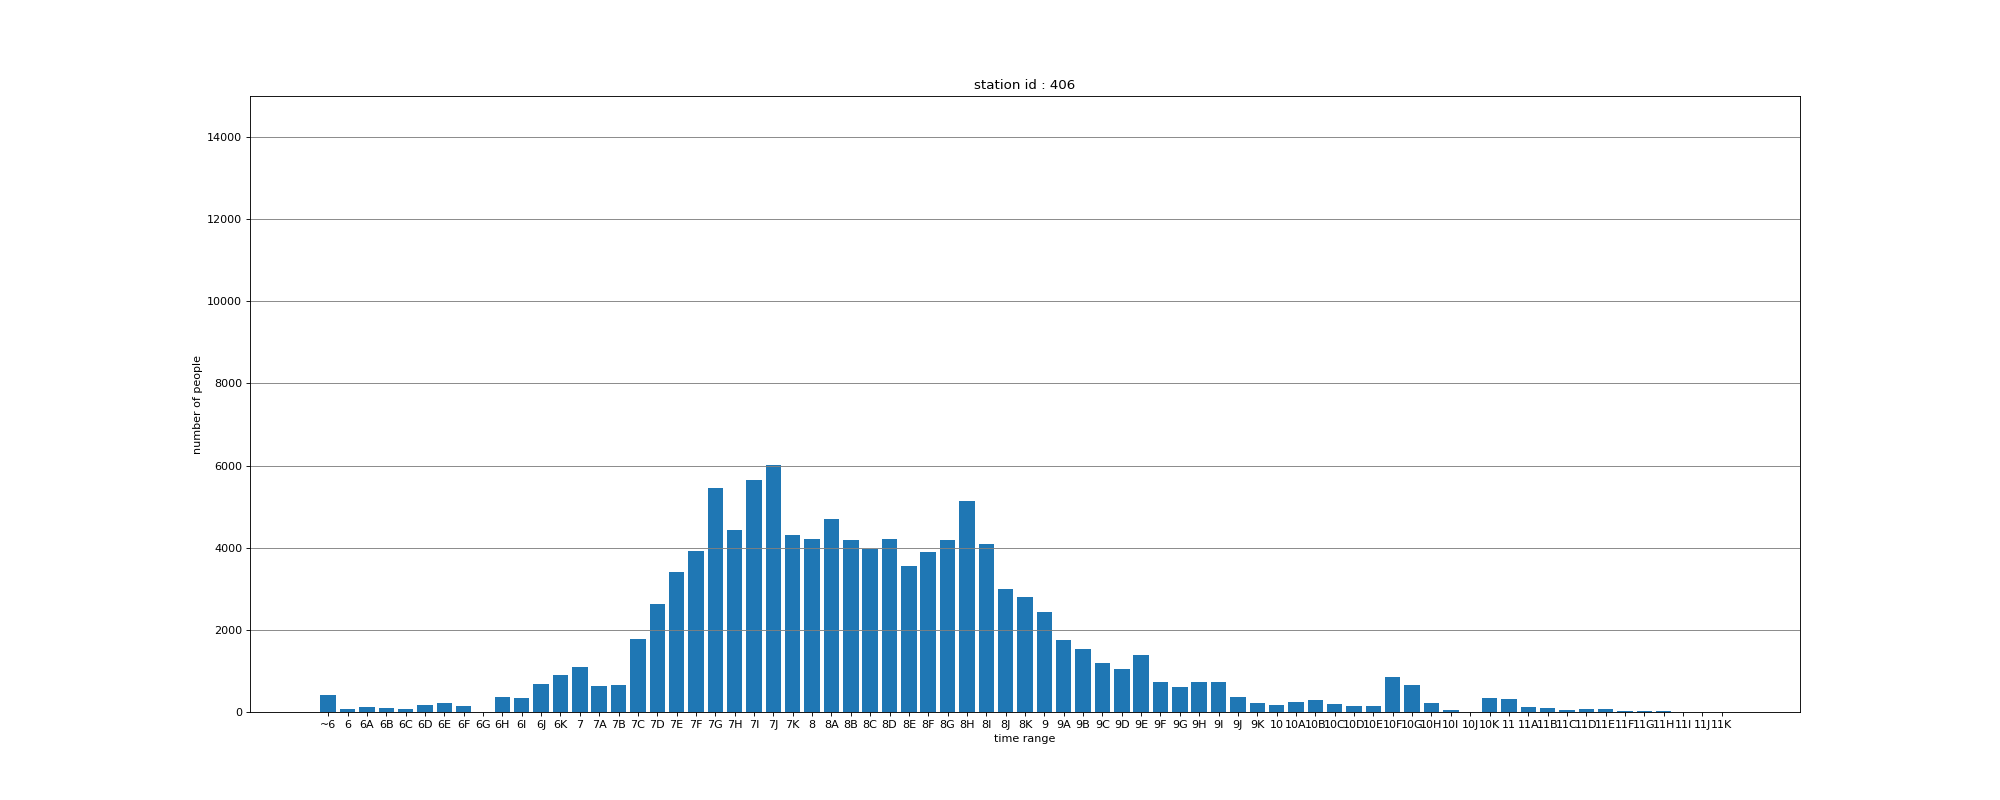 station id : 406
14000
12000
10000
8000
6000
4000
2000
0
number of people
~6 6 6A 6B 6C 6D 6E 6F 6G 6H 6I 6J 6K 7 7A 7B 7C 7D 7E 7F 7G 7H 7I 7J 7K 8 8A 8B 8C 8D 8E 8F 8G 8H 8I 8J 8K 9 9A 9B 9C 9D 9E 9F 9G 9H 9I 9J 9K 10 10A 10B 10C 10D 10E 10F 10G 10H 10I 10J 10K 11 11A 11B 11C 11D 11E 11F 11G 11H 11I 11J 11K
time range